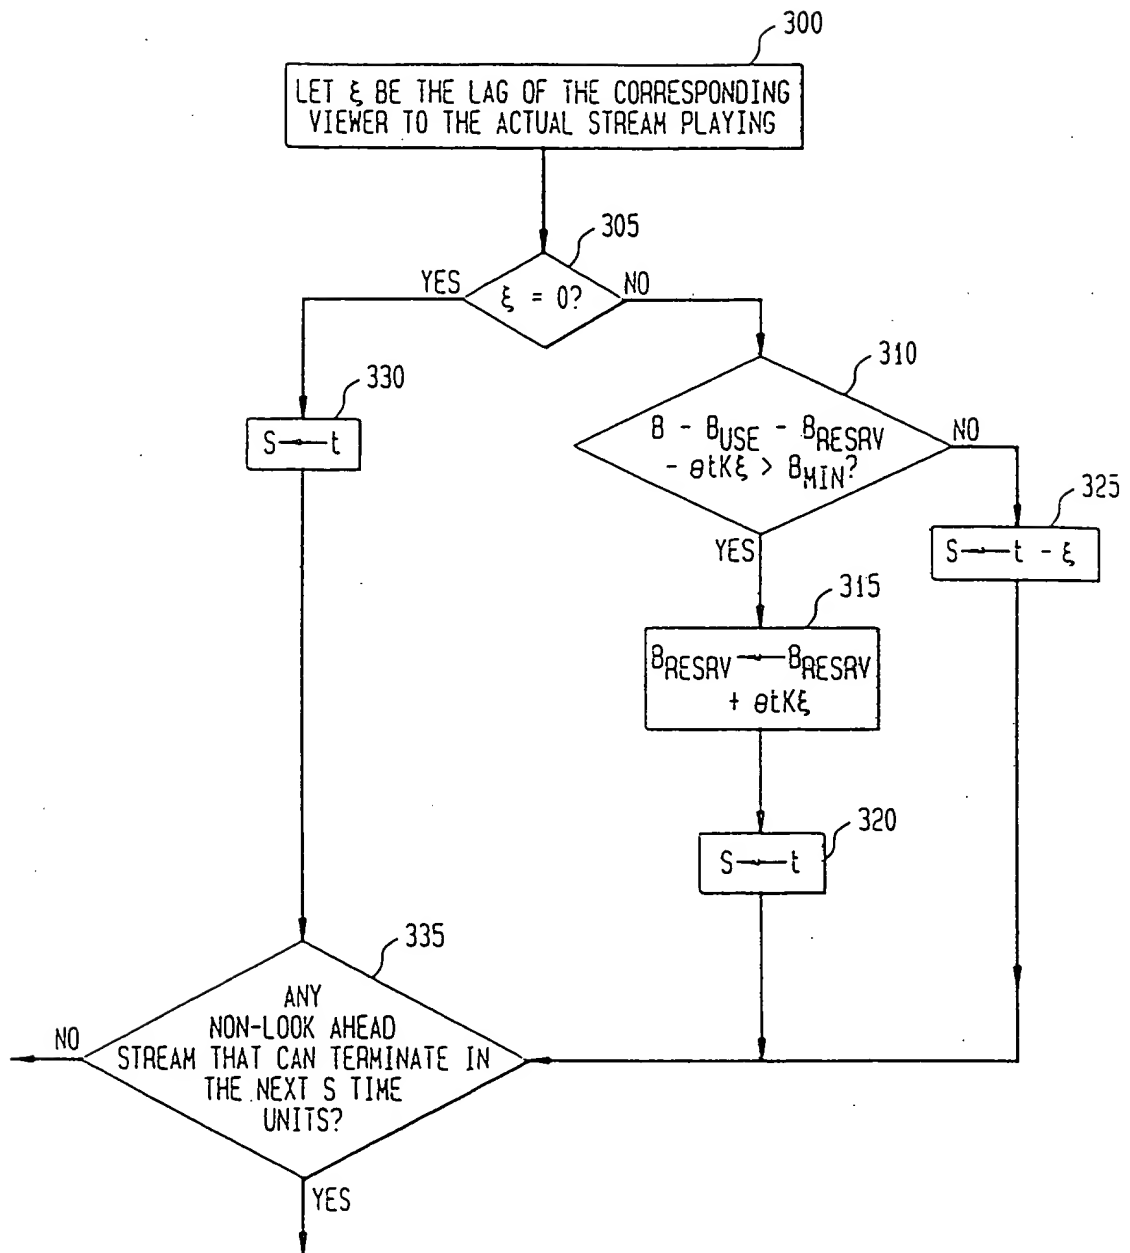 300
LET ξ BE THE LAG OF THE CORRESPONDING
VIEWER TO THE ACTUAL STREAM PLAYING
305
YES
ξ = 0?
NO
310
B - B_USE - B_RESRV
- θtKξ > B_MIN?
NO
YES
330
S ← t
325
S ← t - ξ
315
B_RESRV ← B_RESRV
+ θtKξ
320
S ← t
335
ANY
NON-LOOK AHEAD
STREAM THAT CAN TERMINATE IN
THE NEXT S TIME
UNITS?
NO
YES